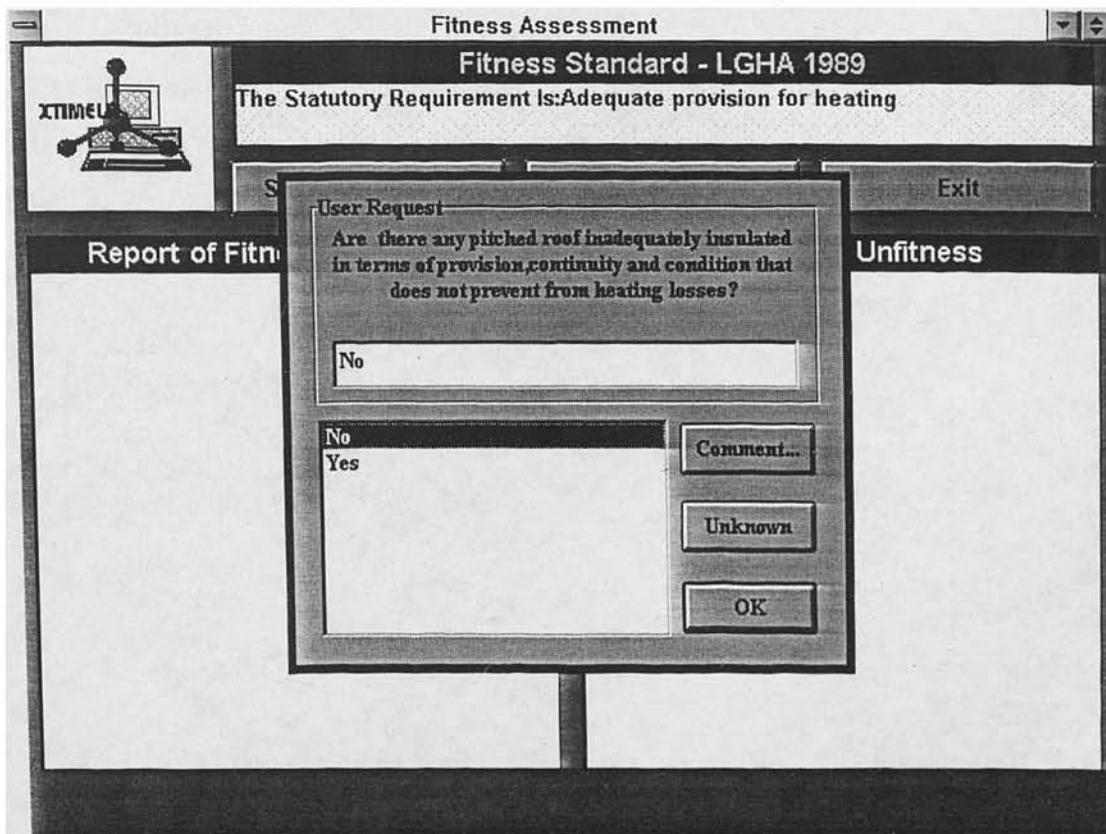 Fitness Assessment
Fitness Standard - LGHA 1989
The Statutory Requirement Is:Adequate provision for heating
Exit
User Request
Are there any pitched roof inadequately insulated
in terms of provision,continuity and condition that
does not prevent from heating losses?
No
No
Yes
Comment...
Unknown
OK
Report of
Unfitness